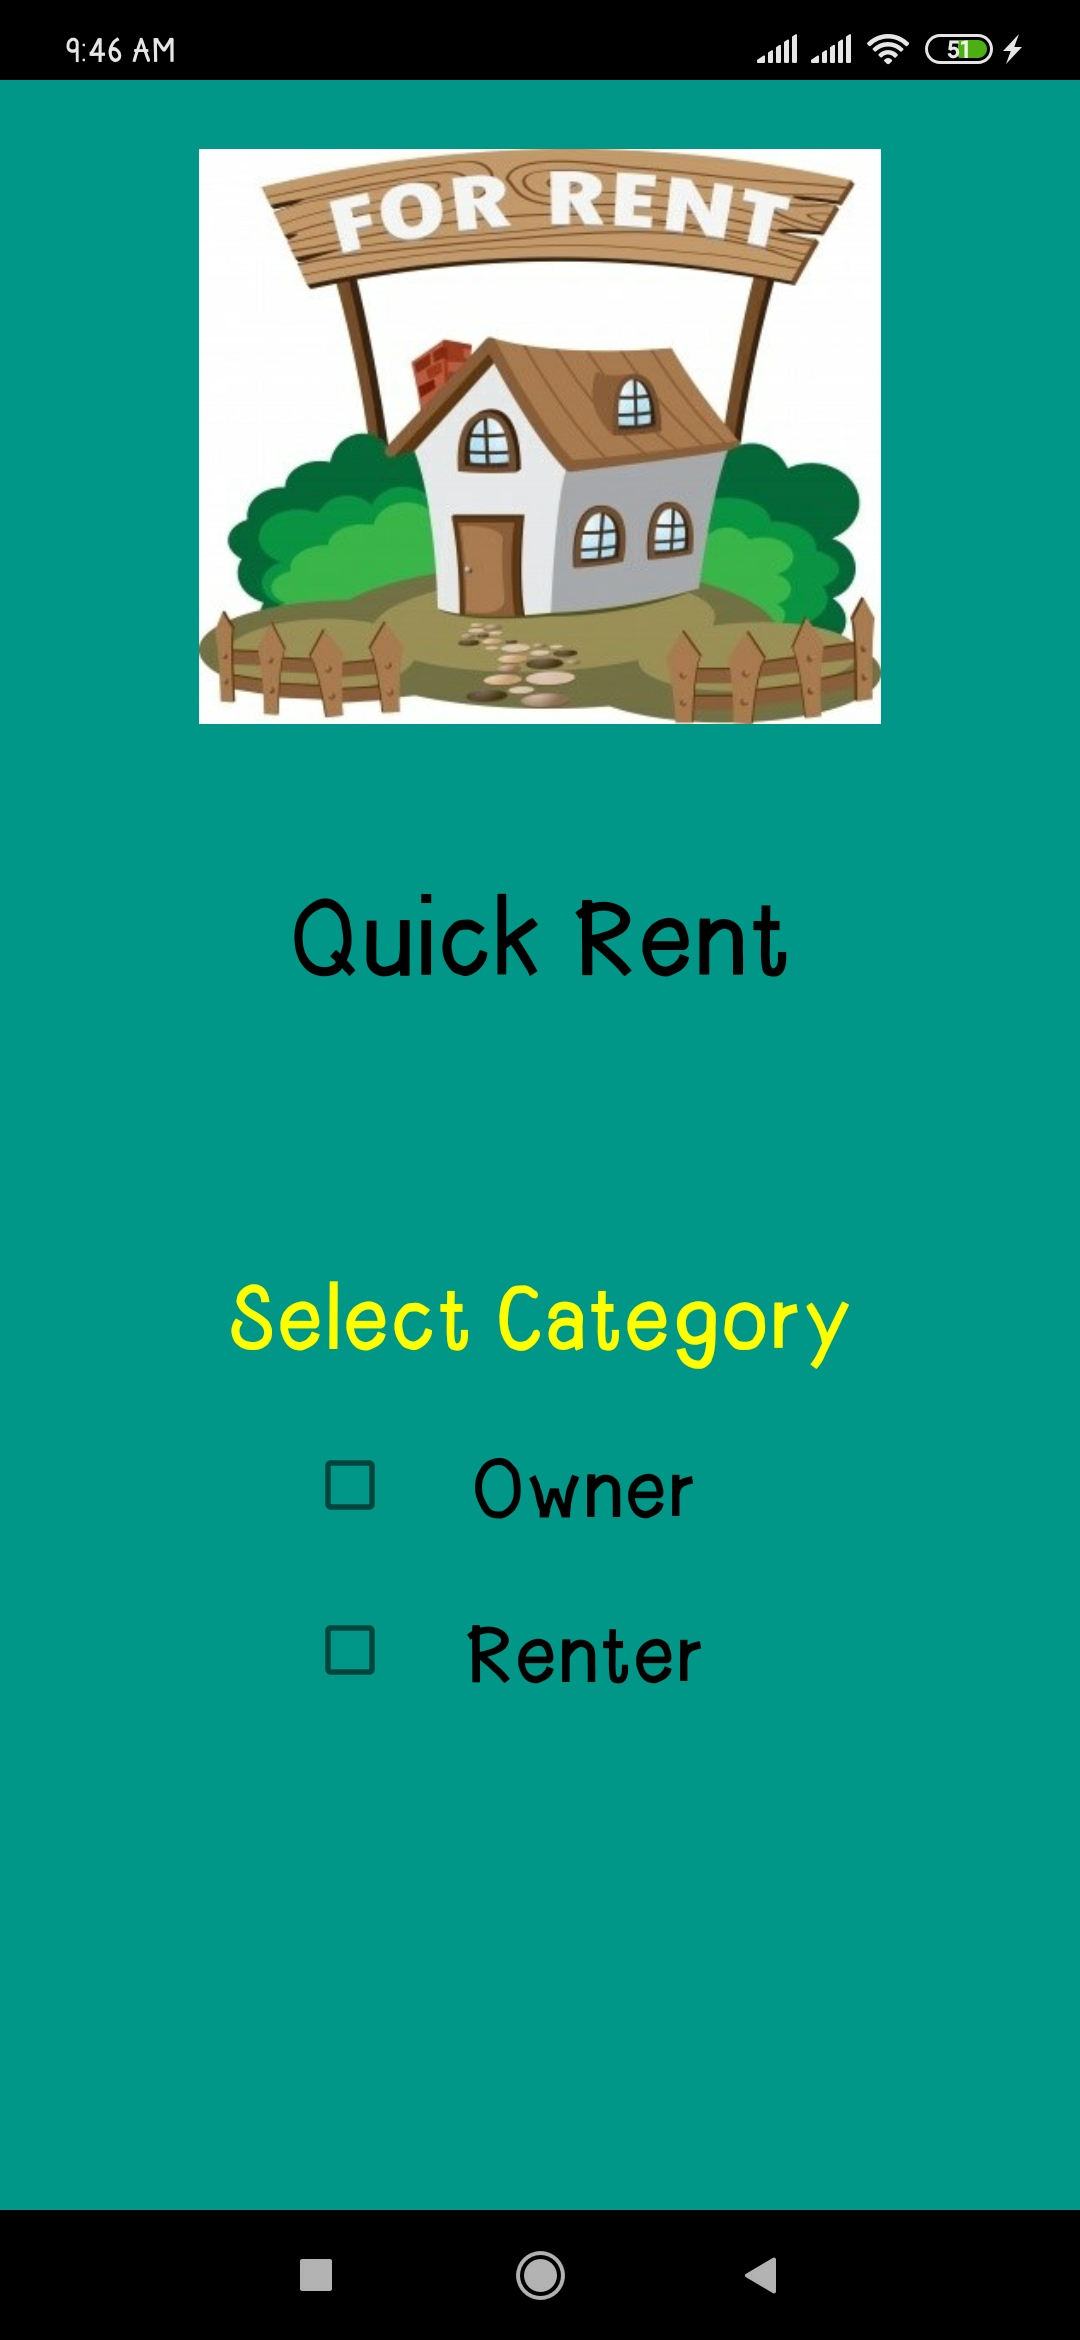 9:46 AM
51
FOR RENT
Quick Rent
Select Category
Owner
Renter